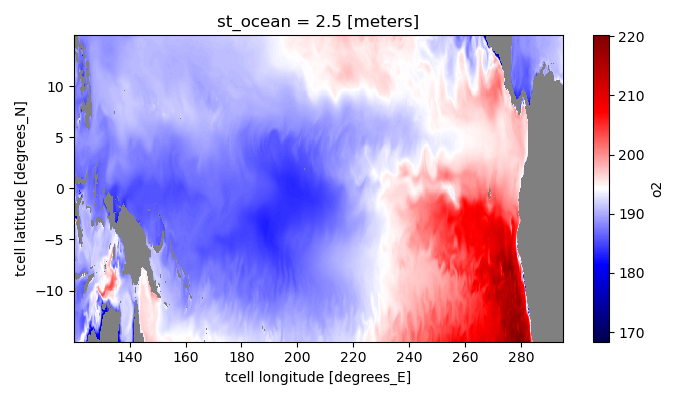 st_ocean = 2.5 [meters]
10
5
0
−5
−10
tcell latitude [degrees_N]
140 160 180 200 220 240 260 280
tcell longitude [degrees_E]
220
210
200
190
180
170
o2